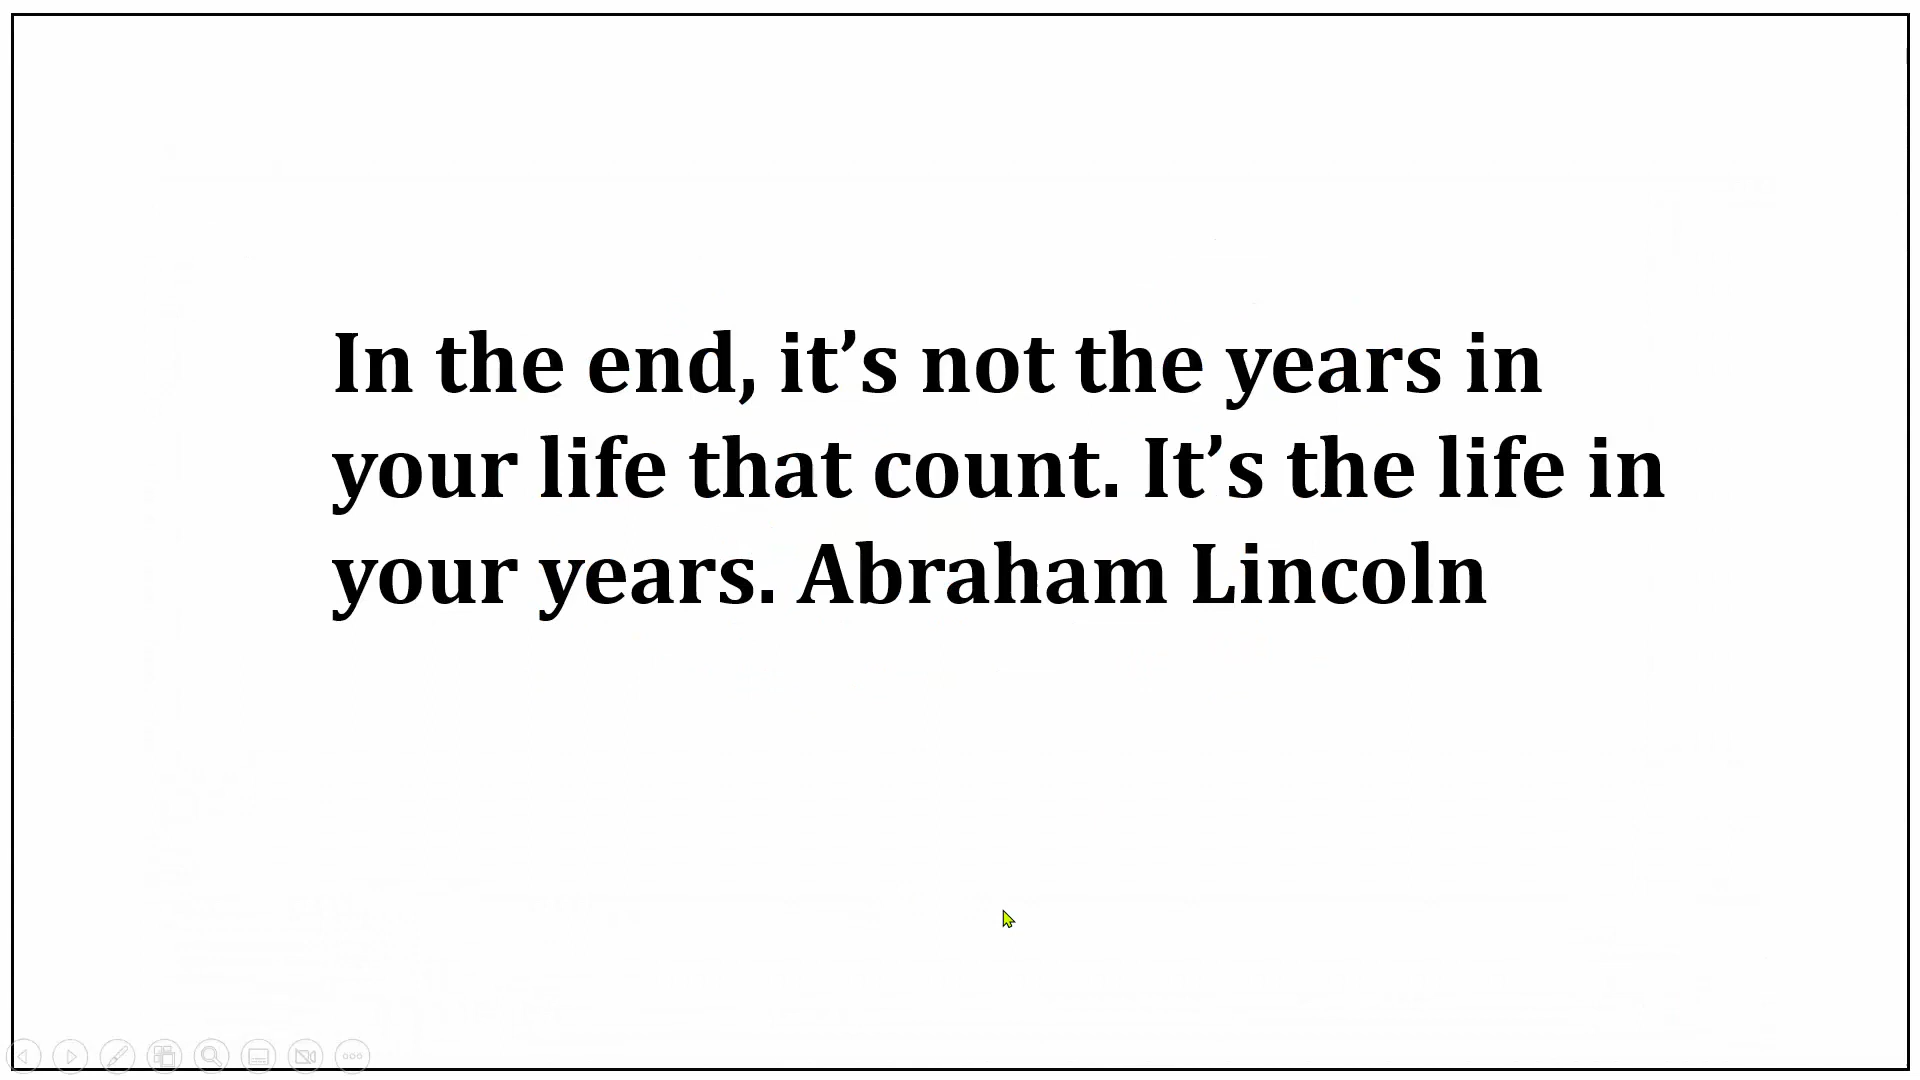 In the end, it’s not the years in
your life that count. It’s the life in
your years. Abraham Lincoln